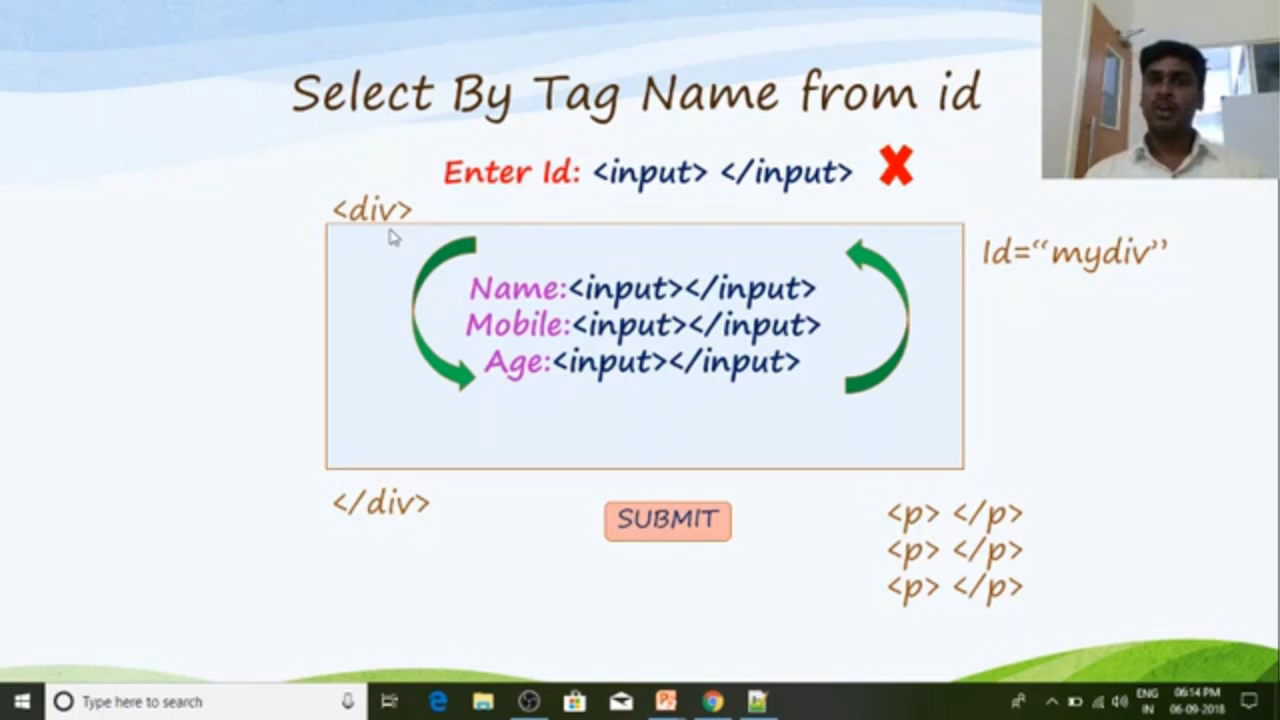 Select By Tag Name from id
Enter Id: <input> </input>
<div>
Id=“mydiv”
Name:<input></input>
Mobile:<input></input>
Age:<input></input>
</div>
SUBMIT
<p> </p>
<p> </p>
<p> </p>
Type here to search
ENG
IN
06:14 PM
06-09-2018